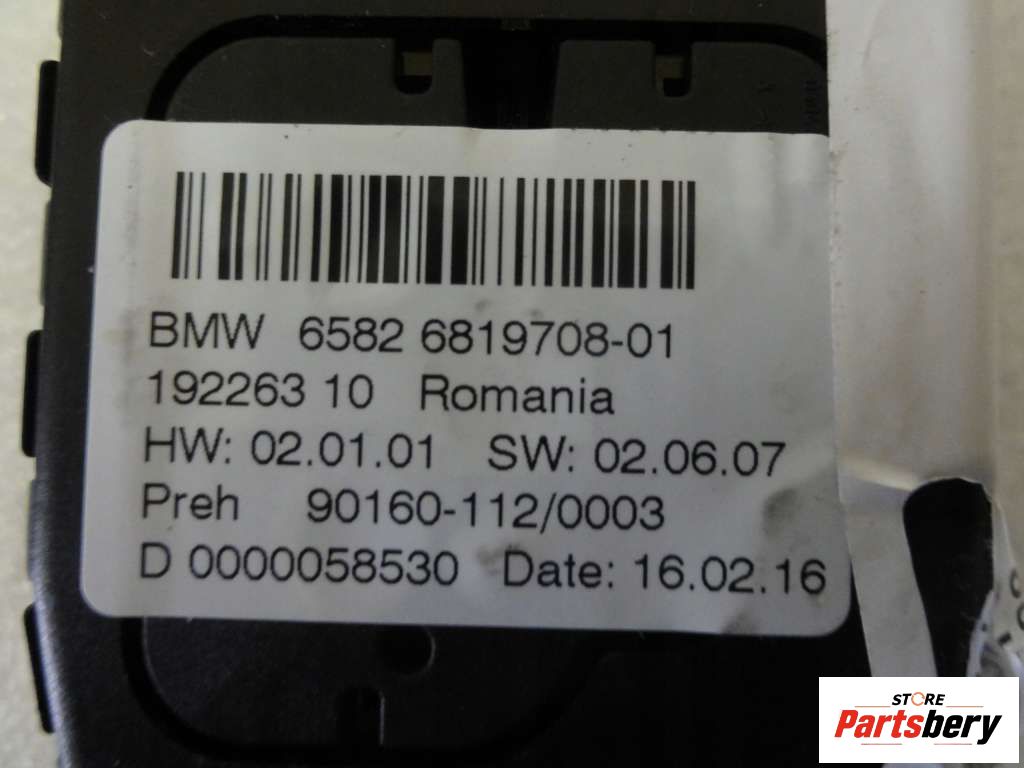 BMW 6582 6819708-01
192263 10 Romania
HW: 02.01.01 SW: 02.06.07
Preh 90160-112/0003
D 0000058530 Date: 16.02.16
STORE
Partsbery